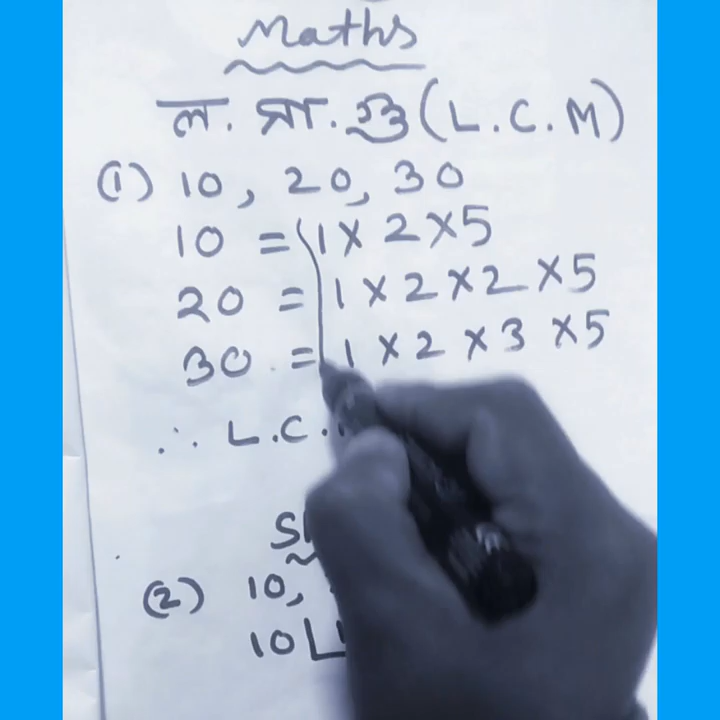 Maths
ল. সা. গু (L.C.M)
(1) 10, 20, 30
10 = 1 × 2 × 5
20 = 1 × 2 × 2 × 5
30 = 1 × 2 × 3 × 5
∴ L.C.
(2) 10,
10